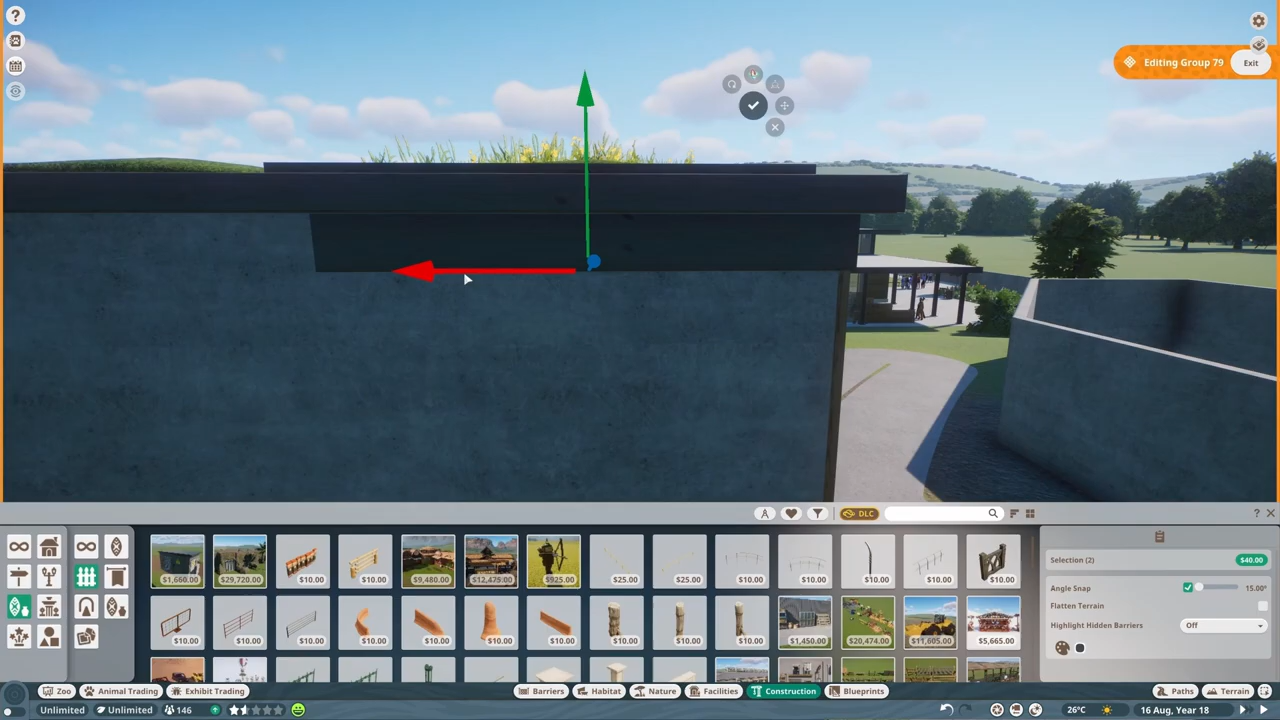 ?
Editing Group 79
Exit
DLC
? ×
$1,660.00 $29,720.00 $10.00 $10.00 $9,480.00 $12,475.00 $925.00 $25.00 $25.00 $10.00 $10.00 $10.00 $10.00 $10.00
$10.00 $10.00 $10.00 $10.00 $10.00 $10.00 $10.00 $10.00 $10.00 $10.00 $1,450.00 $20,474.00 $11,605.00 $5,665.00
Selection (2) $40.00
Angle Snap 15.00°
Flatten Terrain
Highlight Hidden Barriers Off
Zoo Animal Trading Exhibit Trading Barriers Habitat Nature Facilities Construction Blueprints Paths Terrain
Unlimited Unlimited 146 26°C 16 Aug, Year 18